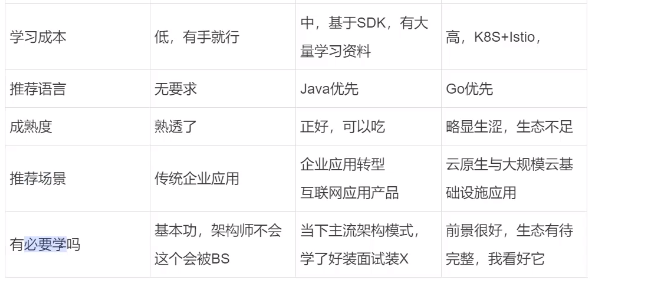 学习成本
低，有手就行
中，基于SDK，有大
量学习资料
高，K8S+Istio，
推荐语言
无要求
Java优先
Go优先
成熟度
熟透了
正好，可以吃
略显生涩，生态不足
推荐场景
传统企业应用
企业应用转型
互联网应用产品
云原生与大规模云基
础设施应用
有必要学吗
基本功，架构师不会
这个会被BS
当下主流架构模式，
学了好装面试装X
前景很好，生态有待
完整，我看好它